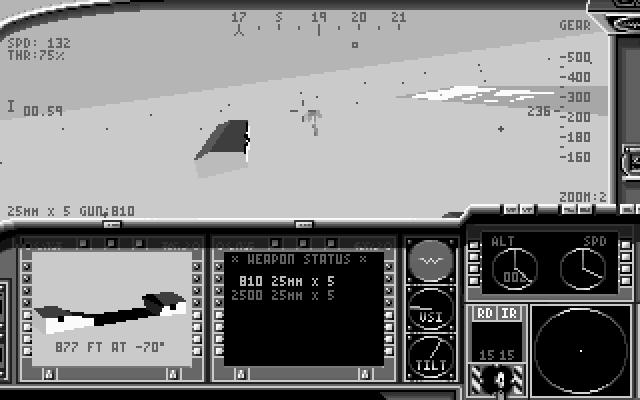 17 S 19 20 21
GEAR
SPD: 132
THR:75%
-500
-400
I 00.59
-300
236-
-200
-180
-160
ZOOM:2
25MM X 5 GUN:810
ALT SPD
* WEAPON STATUS *
810 25MM X 5
2500 25MM X 5
00
VSI
RD IR
877 FT AT -70°
15 15
TILT